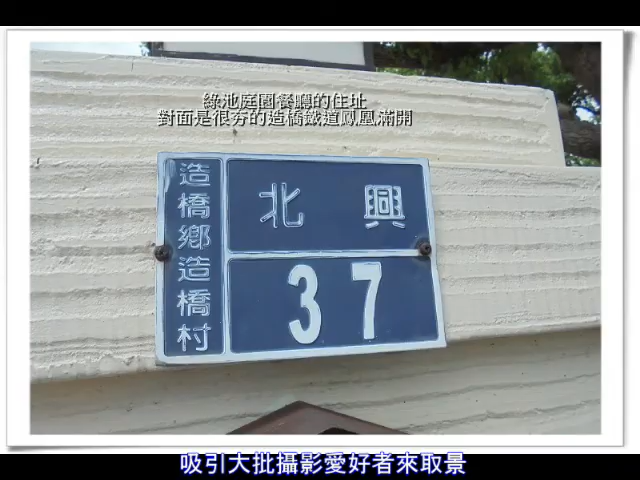 綠池庭園餐廳的住址
對面是很夯的造橋鐵道鳳凰滿開
造橋鄉造橋村
北興
37
吸引大批攝影愛好者來取景